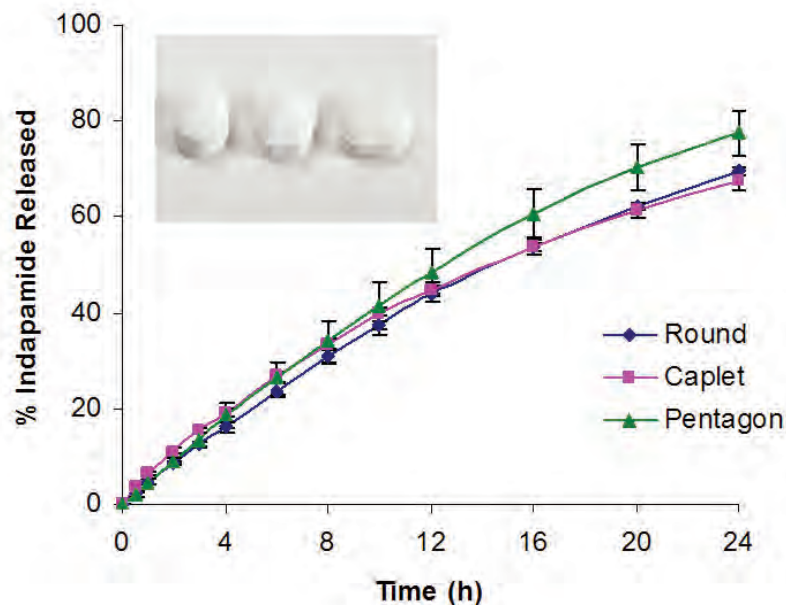 100
80
60
40
20
0
% Indapamide Released
0 4 8 12 16 20 24
Time (h)
Round
Caplet
Pentagon